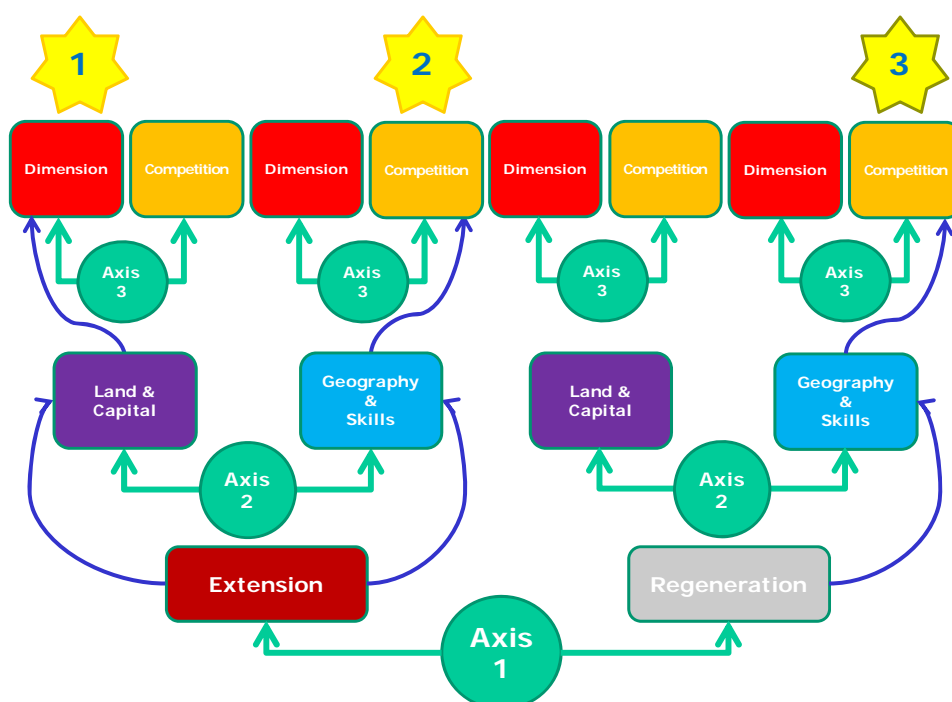 1
2
3
Dimension
Competition
Dimension
Competition
Dimension
Competition
Dimension
Competition
Axis
3
Axis
3
Axis
3
Axis
3
Land &
Capital
Geography
&
Skills
Land &
Capital
Geography
&
Skills
Axis
2
Axis
2
Extension
Regeneration
Axis
1